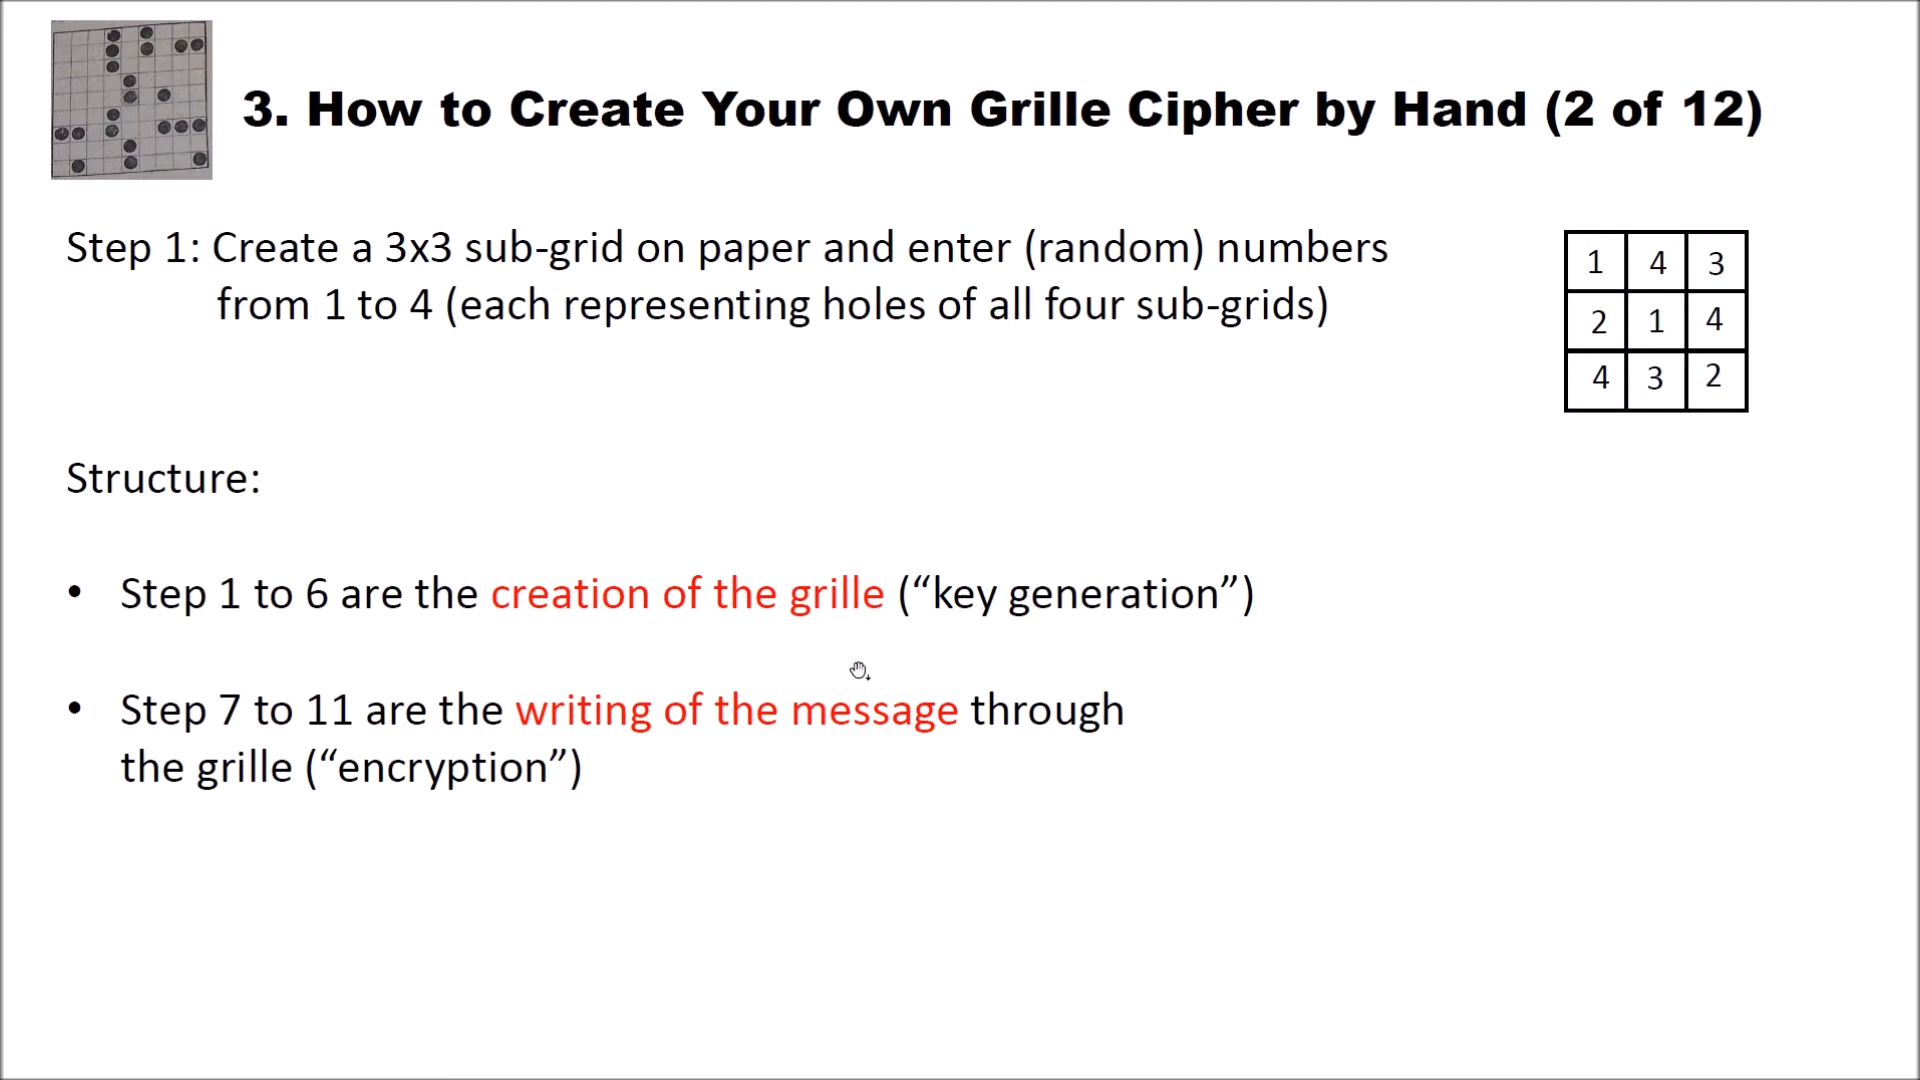 3. How to Create Your Own Grille Cipher by Hand (2 of 12)
Step 1: Create a 3x3 sub-grid on paper and enter (random) numbers
from 1 to 4 (each representing holes of all four sub-grids)
1 4 3
2 1 4
4 3 2
Structure:
• Step 1 to 6 are the creation of the grille (“key generation”)
• Step 7 to 11 are the writing of the message through
the grille (“encryption”)